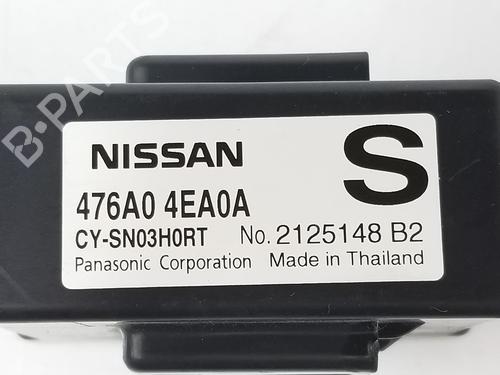 NISSAN
S
476A0 4EA0A
CY-SN03H0RT No. 2125148 B2
Panasonic Corporation Made in Thailand
B-PARTS